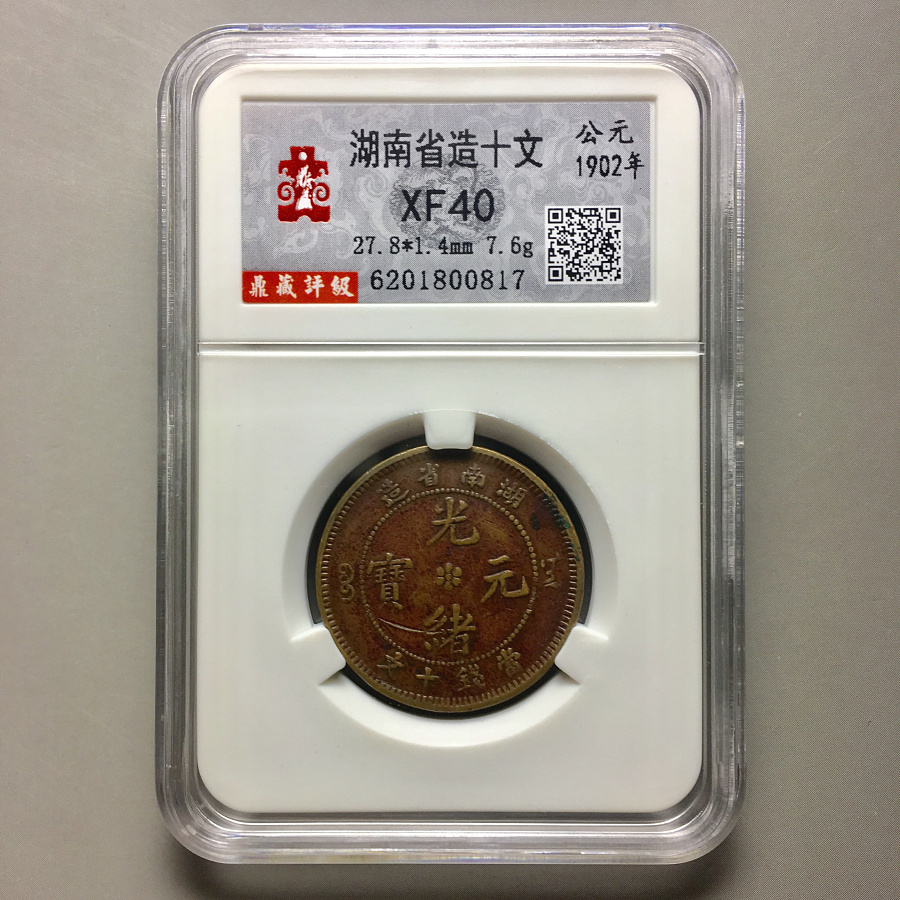 湖南省造十文
公元
1902年
XF40
27.8*1.4mm 7.6g
鼎藏評級
6201800817
湖南省造
光緒元寶
當錢十文